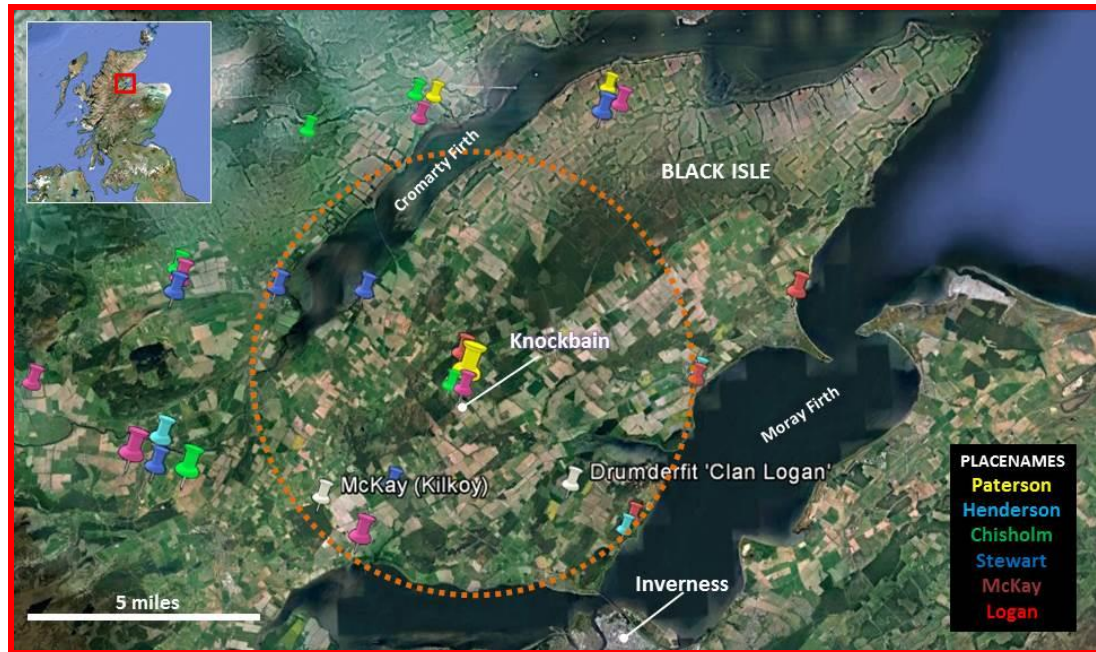 BLACK ISLE
Cromarty Firth
Knockbain
Moray Firth
Drumderfit 'Clan Logan'
McKay (Kilkoy)
Inverness
5 miles
PLACENAMES
Paterson
Henderson
Chisholm
Stewart
McKay
Logan